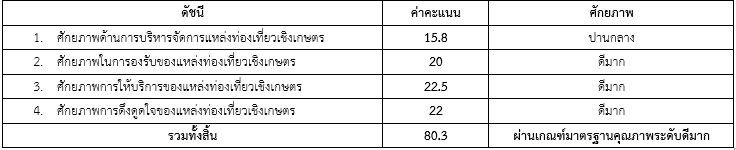 ดัชนี ค่าคะแนน ศักยภาพ
1. ศักยภาพด้านการบริหารจัดการแหล่งท่องเที่ยวเชิงเกษตร 15.8 ปานกลาง
2. ศักยภาพในการองรับของแหล่งท่องเที่ยวเชิงเกษตร 20 ดีมาก
3. ศักยภาพการให้บริการของแหล่งท่องเที่ยวเชิงเกษตร 22.5 ดีมาก
4. ศักยภาพการดึงดูดใจของแหล่งท่องเที่ยวเชิงเกษตร 22 ดีมาก
รวมทั้งสิ้น 80.3 ผ่านเกณฑ์มาตรฐานคุณภาพระดับดีมาก